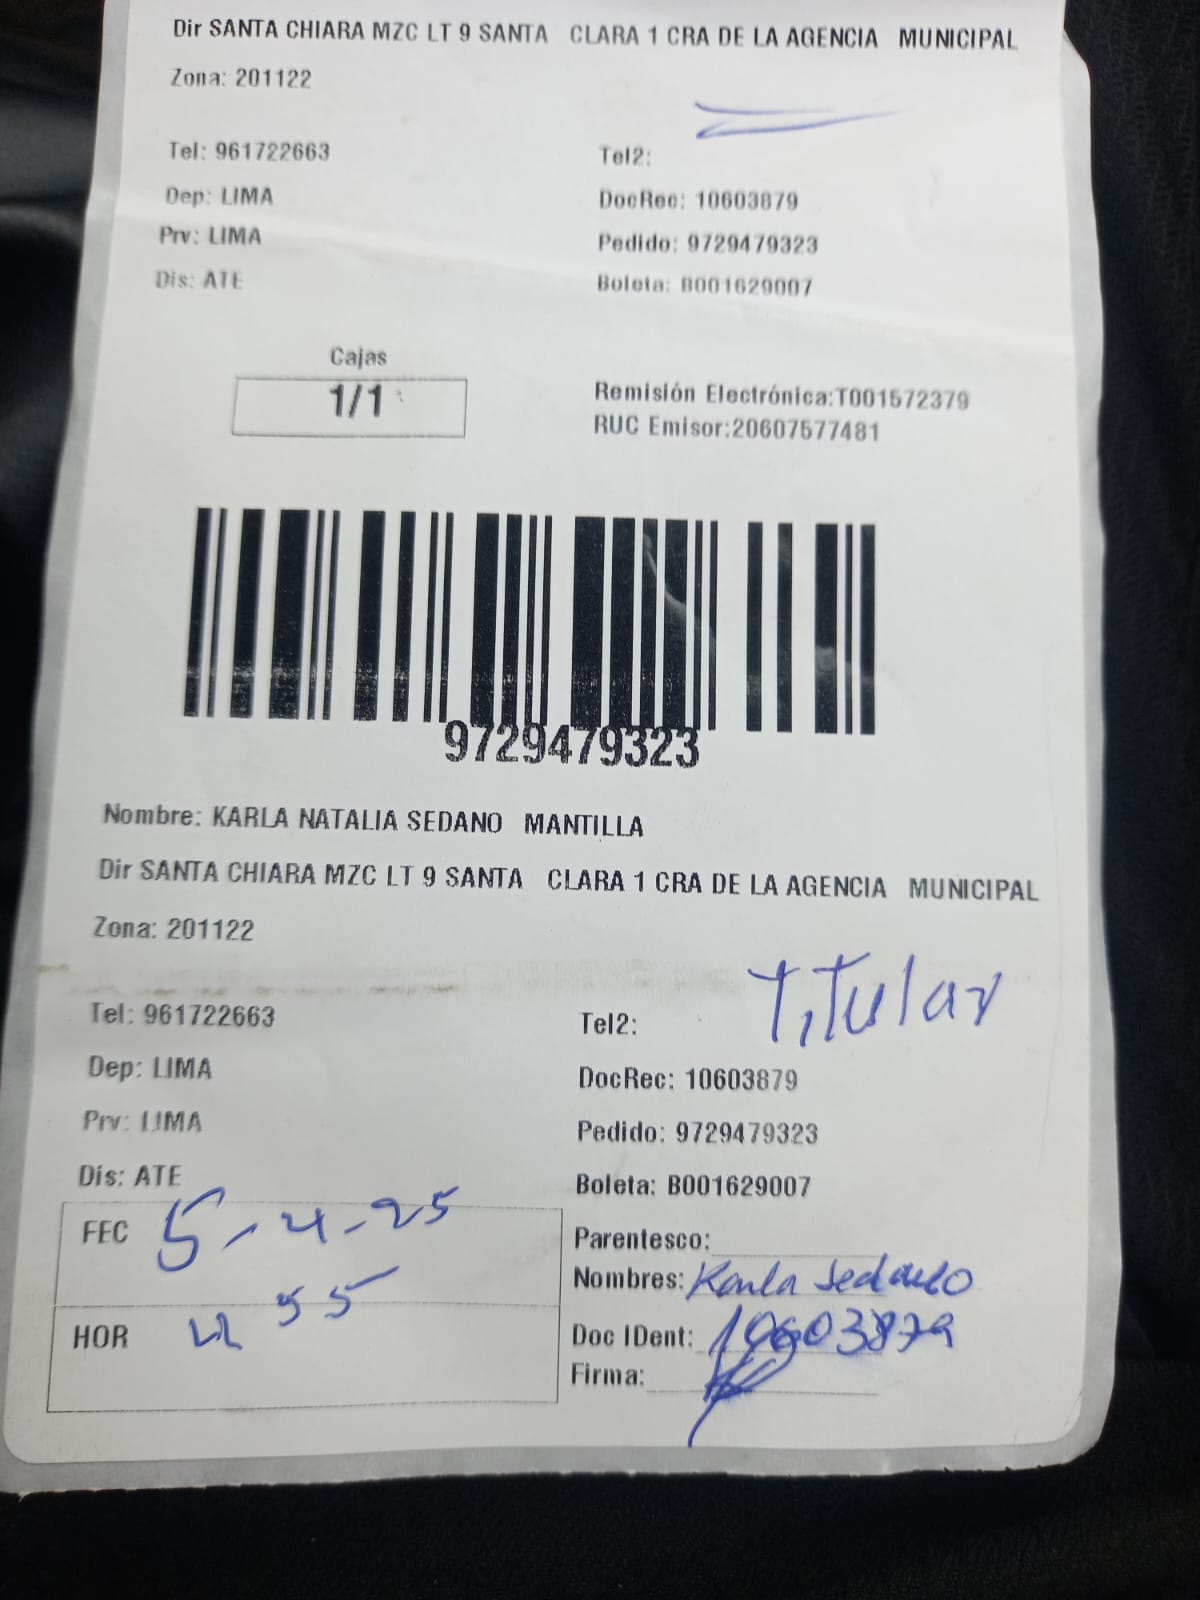 Dir SANTA CHIARA MZC LT 9 SANTA CLARA 1 CRA DE LA AGENCIA MUNICIPAL
Zona: 201122
Tel: 961722663 Tel2:
Dep: LIMA DocRec: 10603879
Prv: LIMA Pedido: 9729479323
Dis: ATE Boleta: B001629007
Cajas
1/1
Remisión Electrónica:T001572379
RUC Emisor:20607577481
9729479323
Nombre: KARLA NATALIA SEDANO MANTILLA
Dir SANTA CHIARA MZC LT 9 SANTA CLARA 1 CRA DE LA AGENCIA MUNICIPAL
Zona: 201122
Titular
Tel: 961722663 Tel2:
Dep: LIMA DocRec: 10603879
Prv: LIMA Pedido: 9729479323
Dis: ATE Boleta: B001629007
FEC 5-4-25
Parentesco:
Nombres: Karla Sedano
HOR
Doc IDent: 10603879
Firma: